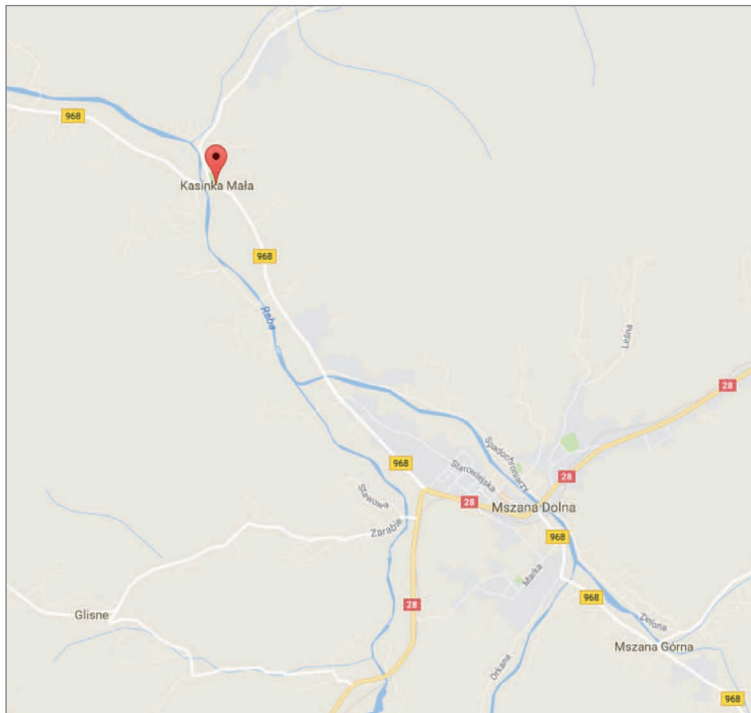 968
Kasinka Mała
968
Raba
Leśna
28
Spadochroniarzy
968
Starowiejska
28
Stawowa
28
Mszana Dolna
Zarabie
968
Marka
968
28
Glisne
Zielona
Mszana Górna
Orkana
968